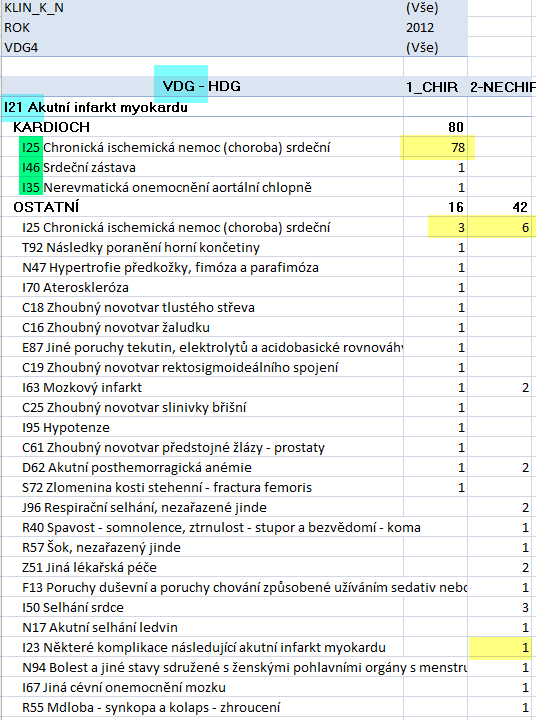 KLIN_K_N (Vše)
ROK 2012
VDG4 (Vše)
VDG - HDG 1_CHIR 2-NECHIR
I21 Akutní infarkt myokardu
KARDIOCH 80
I25 Chronická ischemická nemoc (choroba) srdeční 78
I46 Srdeční zástava 1
I35 Nerevmatická onemocnění aortální chlopně 1
OSTATNÍ 16 42
I25 Chronická ischemická nemoc (choroba) srdeční 3 6
T92 Následky poranění horní končetiny 1
N47 Hypertrofie předkožky, fimóza a parafimóza 1
I70 Ateroskleróza 1
C18 Zhoubný novotvar tlustého střeva 1
C16 Zhoubný novotvar žaludku 1
E87 Jiné poruchy tekutin, elektrolytů a acidobasické rovnováhy 1
C19 Zhoubný novotvar rektosigmoideálního spojení 1
I63 Mozkový infarkt 1 2
C25 Zhoubný novotvar slinivky břišní 1
I95 Hypotenze 1
C61 Zhoubný novotvar předstojné žlázy - prostaty 1
D62 Akutní posthemorragická anémie 1 2
S72 Zlomenina kosti stehenní - fractura femoris 1
J96 Respirační selhání, nezařazené jinde 2
R40 Spavost - somnolence, ztrnulost - stupor a bezvědomí - koma 1
R57 Šok, nezařazený jinde 1
Z51 Jiná lékařská péče 2
F13 Poruchy duševní a poruchy chování způsobené užíváním sedativ nebo 1
I50 Selhání srdce 3
N17 Akutní selhání ledvin 1
I23 Některé komplikace následující akutní infarkt myokardu 1
N94 Bolest a jiné stavy sdružené s ženskými pohlavními orgány s menstru 1
I67 Jiná cévní onemocnění mozku 1
R55 Mdloba - synkopa a kolaps - zhroucení 1